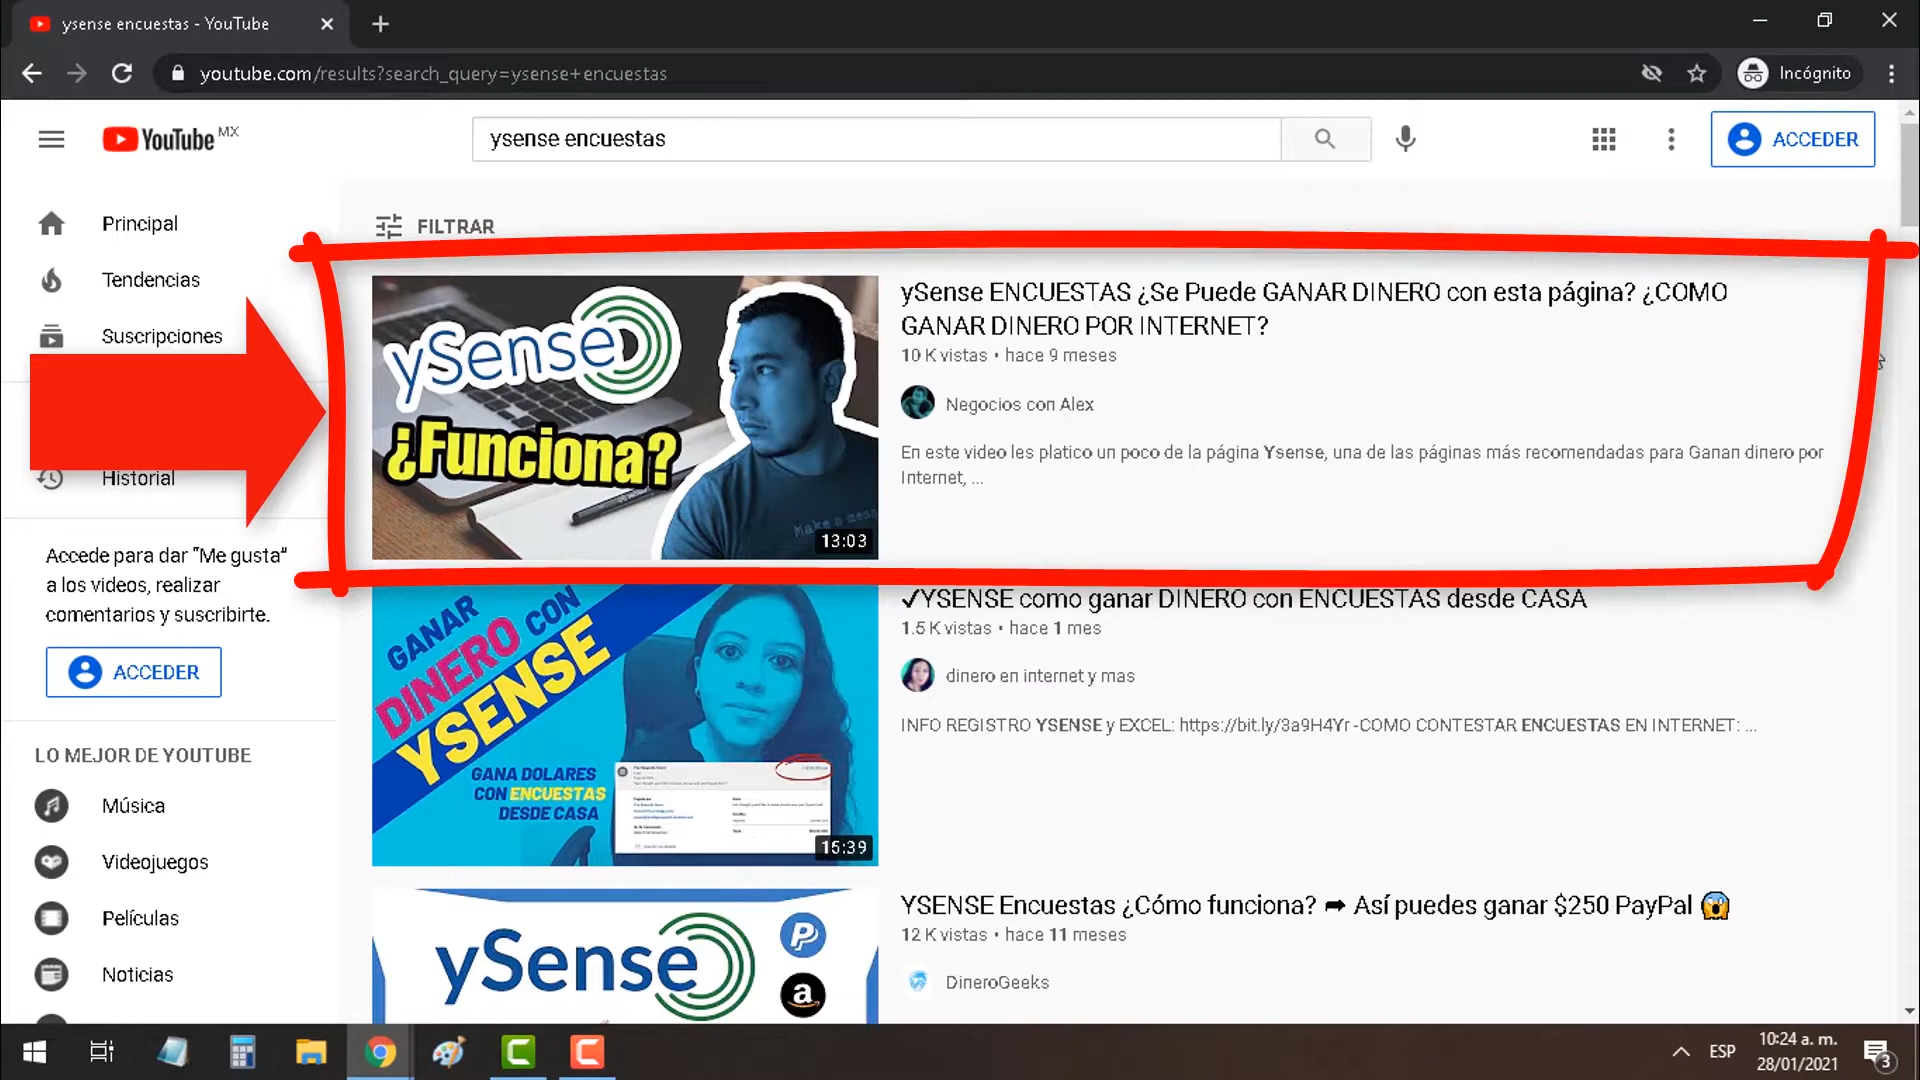 ysense encuestas - YouTube
youtube.com/results?search_query=ysense+encuestas
Incógnito
YouTube MX
ysense encuestas
ACCEDER
Principal
Tendencias
Suscripciones
Historial
Accede para dar "Me gusta"
a los videos, realizar
comentarios y suscribirte.
ACCEDER
LO MEJOR DE YOUTUBE
Música
Videojuegos
Películas
Noticias
FILTRAR
ySense
¿Funciona?
Make a mess
13:03
ySense ENCUESTAS ¿Se Puede GANAR DINERO con esta página? ¿COMO
GANAR DINERO POR INTERNET?
10 K vistas • hace 9 meses
Negocios con Alex
En este video les platico un poco de la página Ysense, una de las páginas más recomendadas para Ganan dinero por
Internet, ...
GANAR
DINERO CON
YSENSE
GANA DOLARES
CON ENCUESTAS
DESDE CASA
15:39
✓YSENSE como ganar DINERO con ENCUESTAS desde CASA
1.5 K vistas • hace 1 mes
dinero en internet y mas
INFO REGISTRO YSENSE y EXCEL: https://bit.ly/3a9H4Yr -COMO CONTESTAR ENCUESTAS EN INTERNET: ...
ySense
a
YSENSE Encuestas ¿Cómo funciona? ➡ Así puedes ganar $250 PayPal 😱
12 K vistas • hace 11 meses
DineroGeeks
ESP
10:24 a. m.
28/01/2021
3